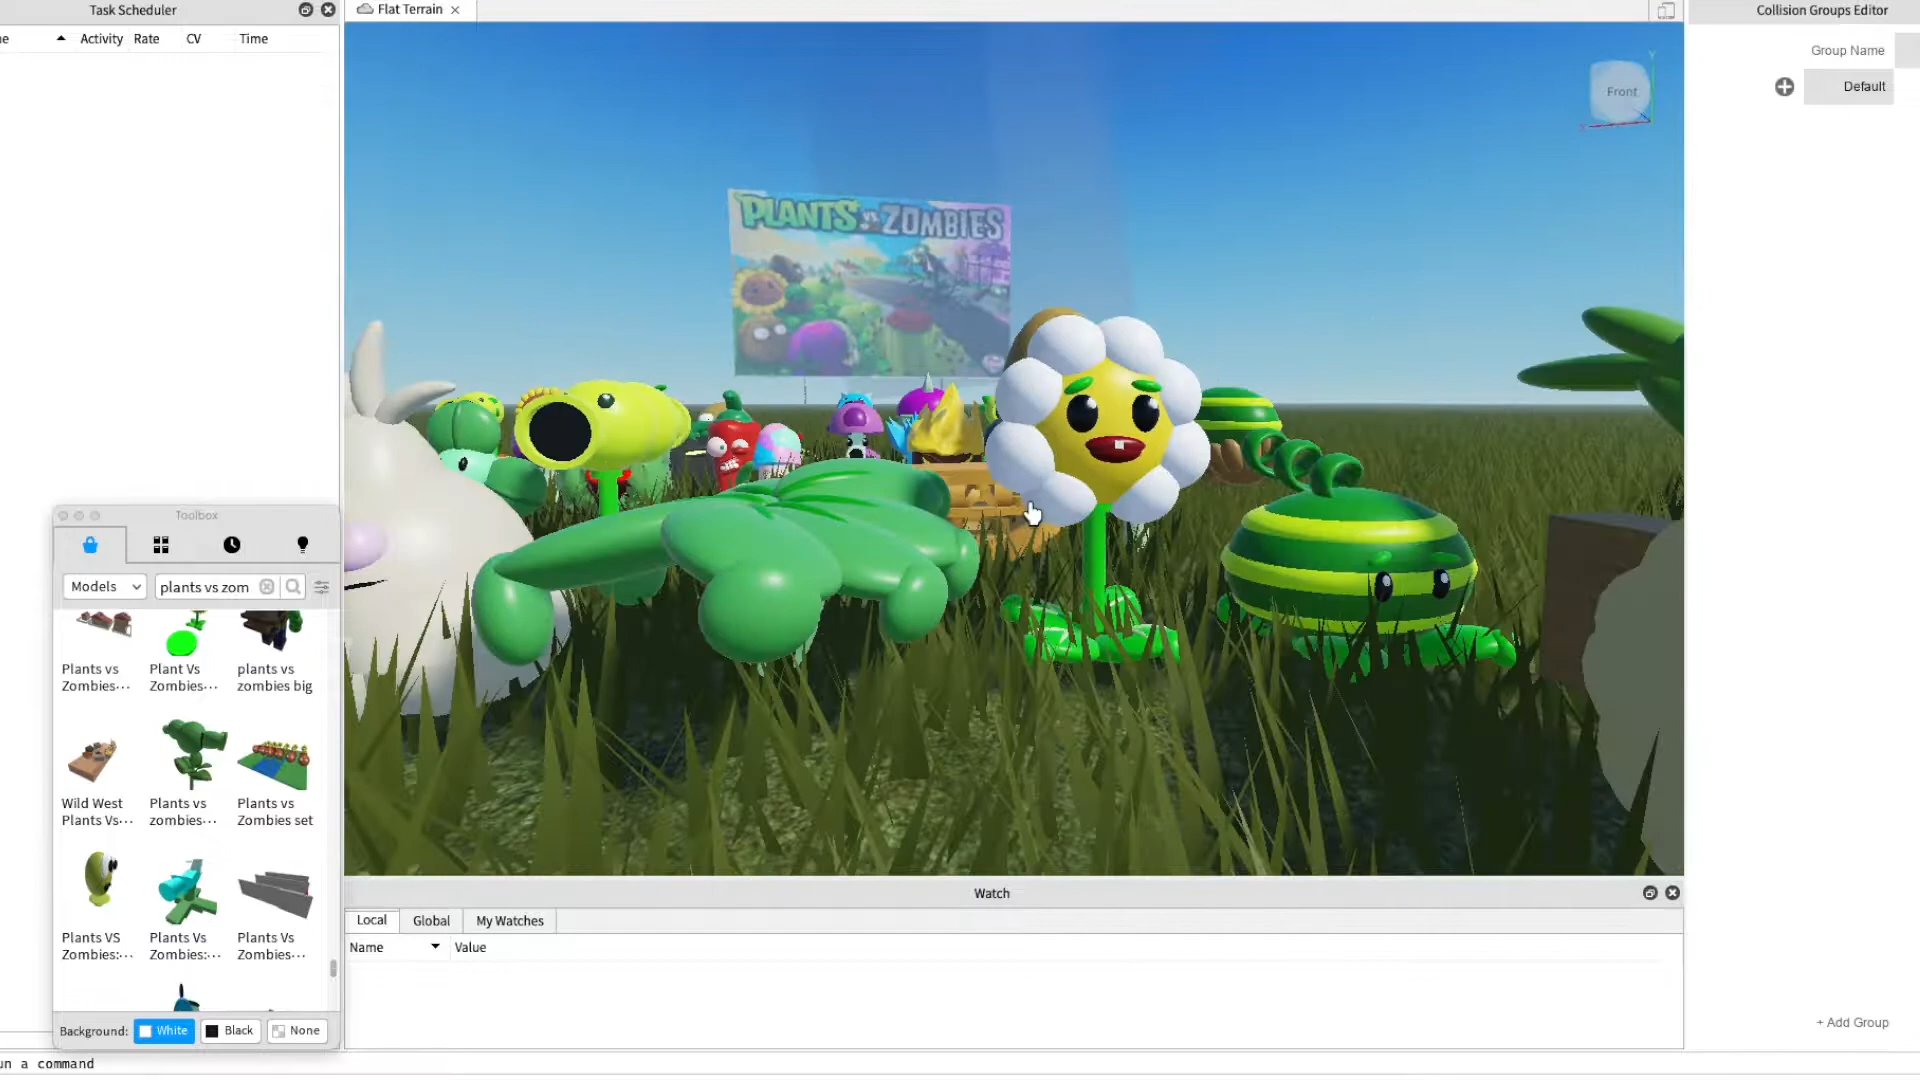 Task Scheduler
Activity Rate CV Time
Flat Terrain
Collision Groups Editor
Group Name
Default
Front
PLANTS vs. ZOMBIES
Toolbox
Models
plants vs zom
Plants vs Zombies···
Plant Vs Zombies···
plants vs zombies big
Wild West Plants Vs···
Plants vs zombies···
Plants vs Zombies set
Plants VS Zombies:···
Plants Vs Zombies:···
Plants Vs Zombies···
Background: White Black None
Watch
Local Global My Watches
Name Value
+ Add Group
un a command